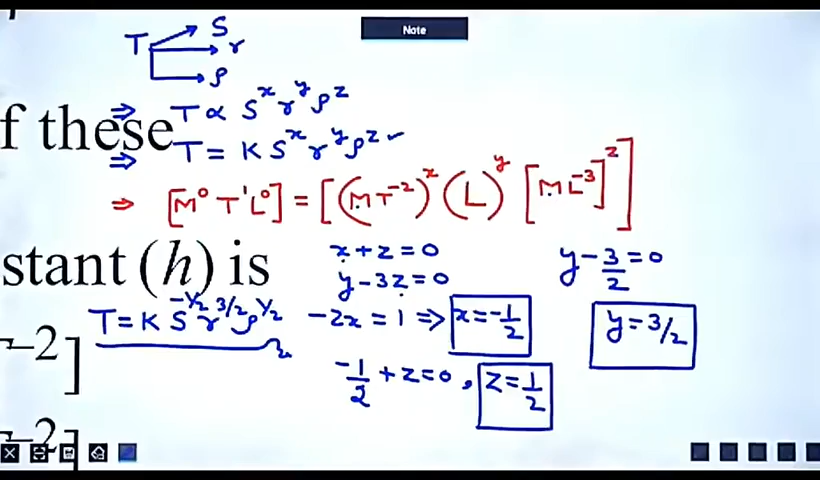 Note
T S
r
ρ
f these
⇒ T ∝ S^x r^y ρ^z
⇒ T = K S^x r^y ρ^z
⇒ [M⁰ T¹ L⁰] = [(MT⁻²)^x (L)^y [ML⁻³]^z]
stant (h) is
x + z = 0
y - 3z = 0
y - 3/2 = 0
T = K S^-1/2 r^3/2 ρ^1/2
-2x = 1 ⇒ x = -1/2
y = 3/2
-2]
-1/2 + z = 0, z = 1/2
-2]